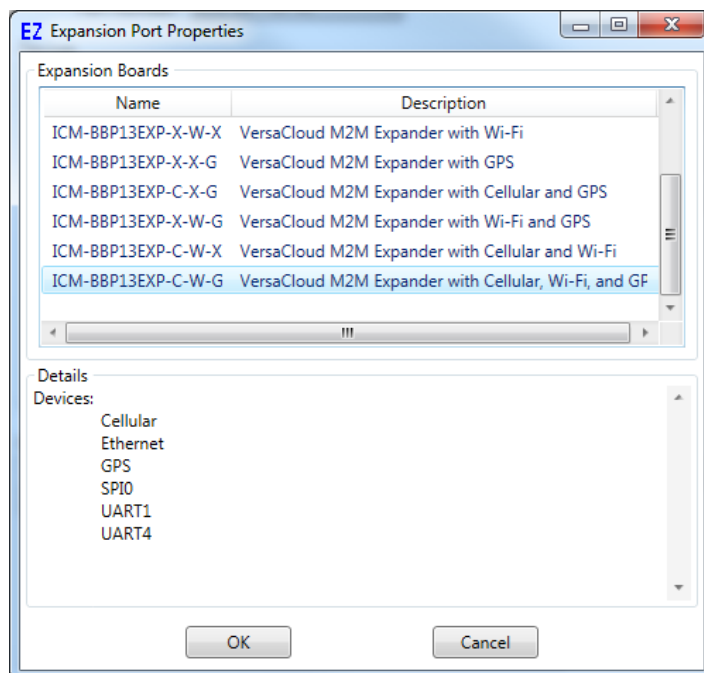 EZ Expansion Port Properties
Expansion Boards
Name Description
ICM-BBP13EXP-X-W-X VersaCloud M2M Expander with Wi-Fi
ICM-BBP13EXP-X-X-G VersaCloud M2M Expander with GPS
ICM-BBP13EXP-C-X-G VersaCloud M2M Expander with Cellular and GPS
ICM-BBP13EXP-X-W-G VersaCloud M2M Expander with Wi-Fi and GPS
ICM-BBP13EXP-C-W-X VersaCloud M2M Expander with Cellular and Wi-Fi
ICM-BBP13EXP-C-W-G VersaCloud M2M Expander with Cellular, Wi-Fi, and GP
Details
Devices:
Cellular
Ethernet
GPS
SPI0
UART1
UART4
OK Cancel